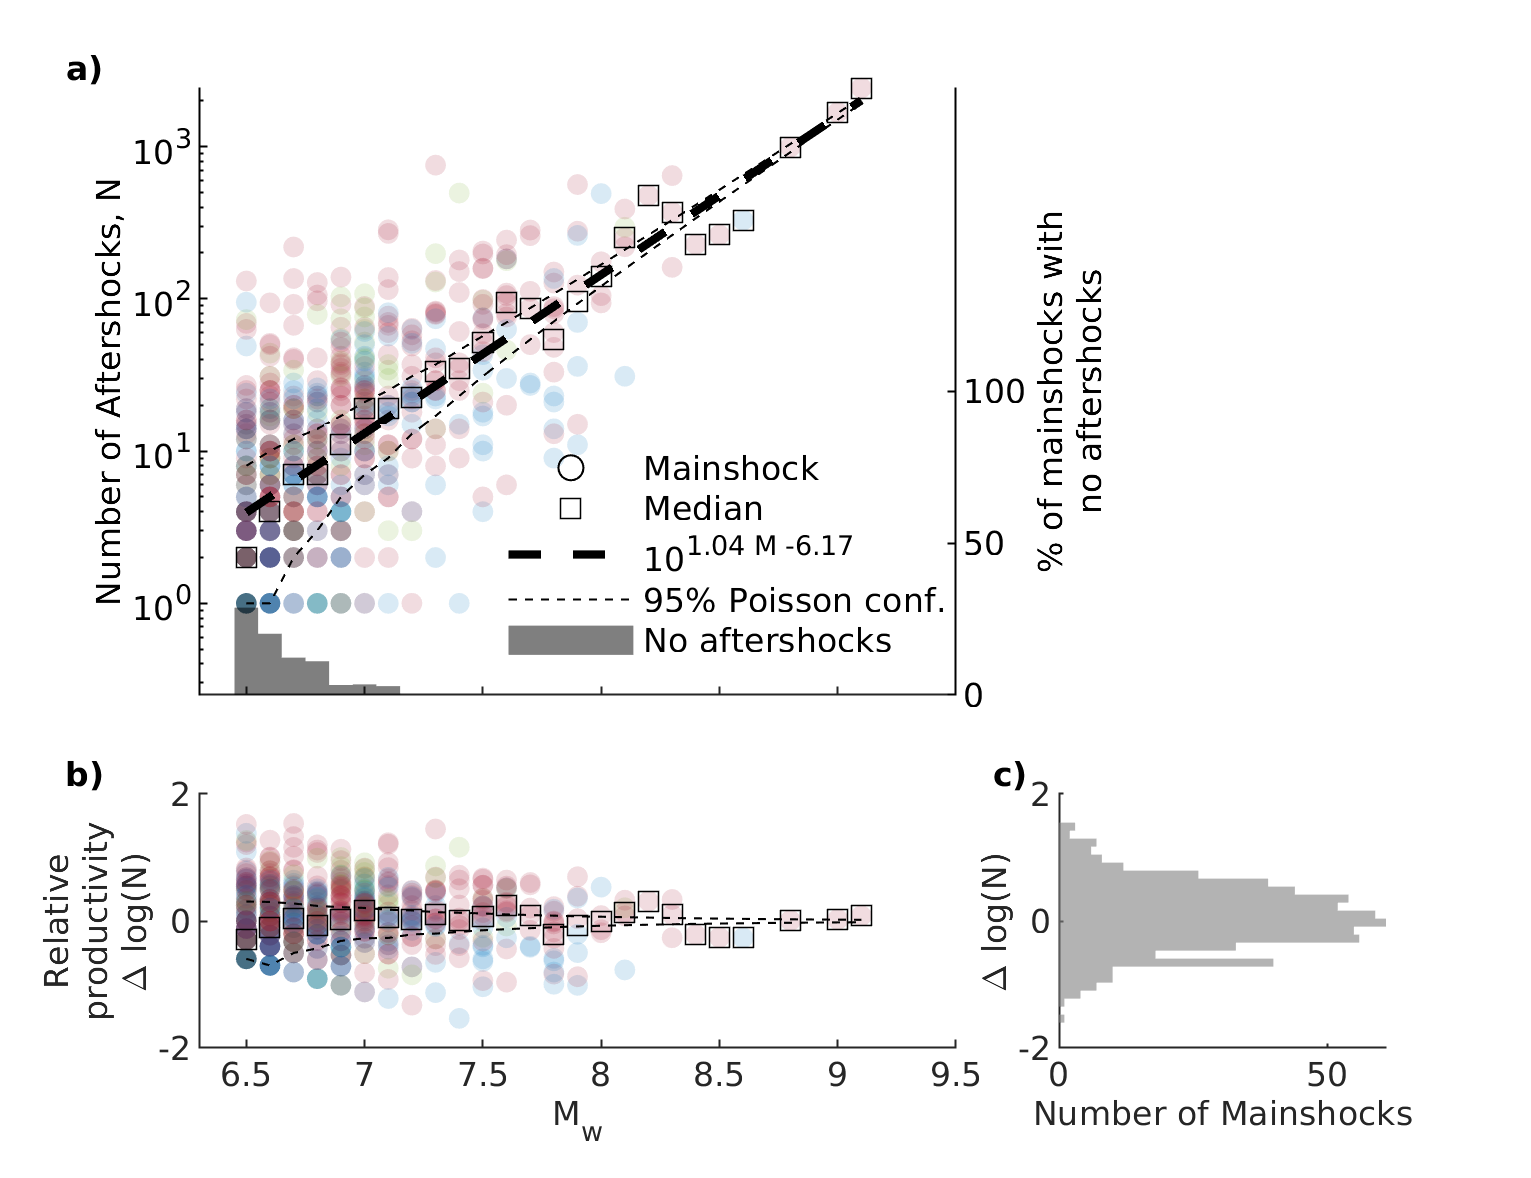 a)
Number of Aftershocks, N
10^3
10^2
10^1
10^0
% of mainshocks with
no aftershocks
100
50
0
Mainshock
Median
10^1.04 M -6.17
95% Poisson conf.
No aftershocks
b)
Relative
productivity
Δ log(N)
2
0
-2
6.5 7 7.5 8 8.5 9 9.5
M_w
c)
Δ log(N)
2
0
-2
0 50
Number of Mainshocks